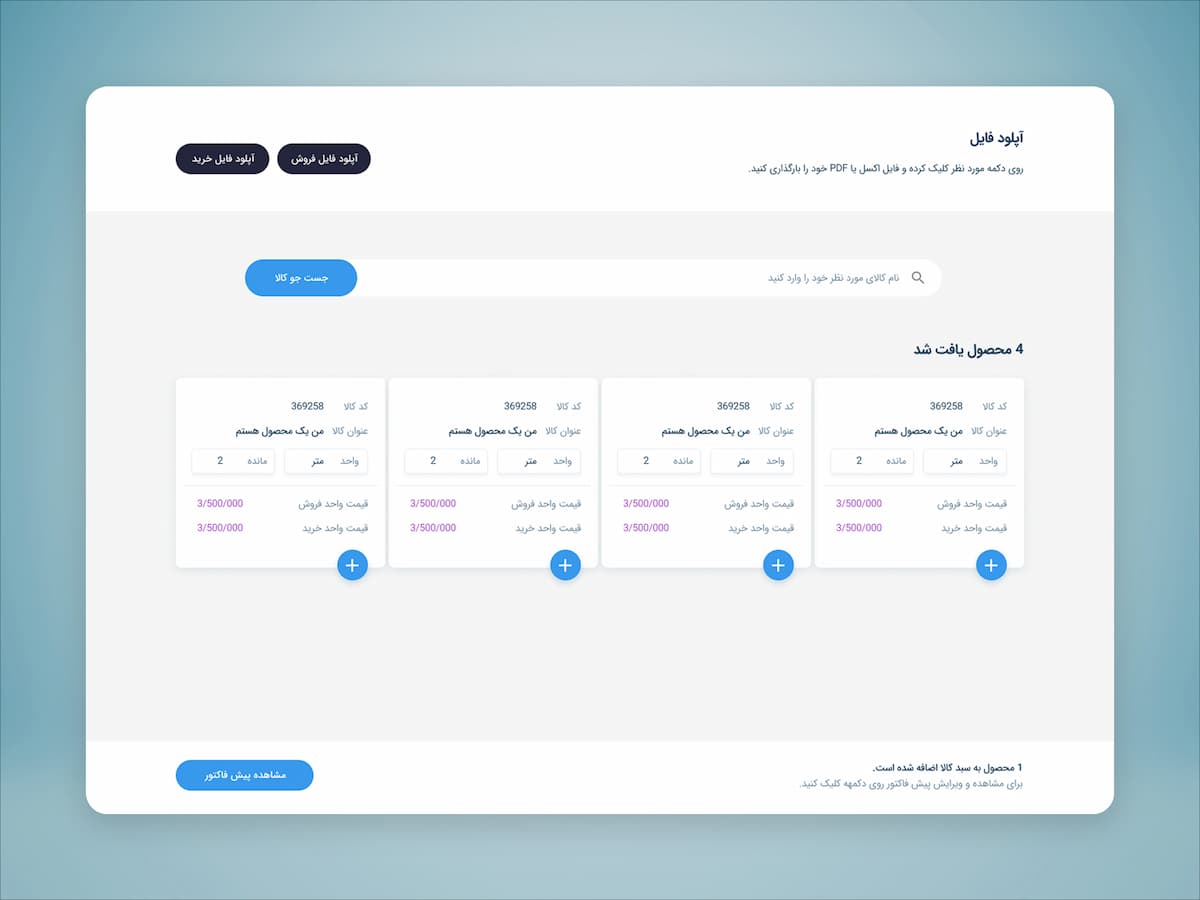 آپلود فایل
روی دکمه مورد نظر کلیک کرده و فایل اکسل یا PDF خود را بارگذاری کنید.
آپلود فایل فروش
آپلود فایل خرید
نام کالای مورد نظر خود را وارد کنید
جست جو کالا
4 محصول یافت شد
کد کالا 369258
عنوان کالا من یک محصول هستم
واحد متر مانده 2
قیمت واحد فروش 3/500/000
قیمت واحد خرید 3/500/000
کد کالا 369258
عنوان کالا من یک محصول هستم
واحد متر مانده 2
قیمت واحد فروش 3/500/000
قیمت واحد خرید 3/500/000
کد کالا 369258
عنوان کالا من یک محصول هستم
واحد متر مانده 2
قیمت واحد فروش 3/500/000
قیمت واحد خرید 3/500/000
کد کالا 369258
عنوان کالا من یک محصول هستم
واحد متر مانده 2
قیمت واحد فروش 3/500/000
قیمت واحد خرید 3/500/000
1 محصول به سبد کالا اضافه شده است.
برای مشاهده و ویرایش پیش فاکتور روی دکمهه کلیک کنید.
مشاهده پیش فاکتور